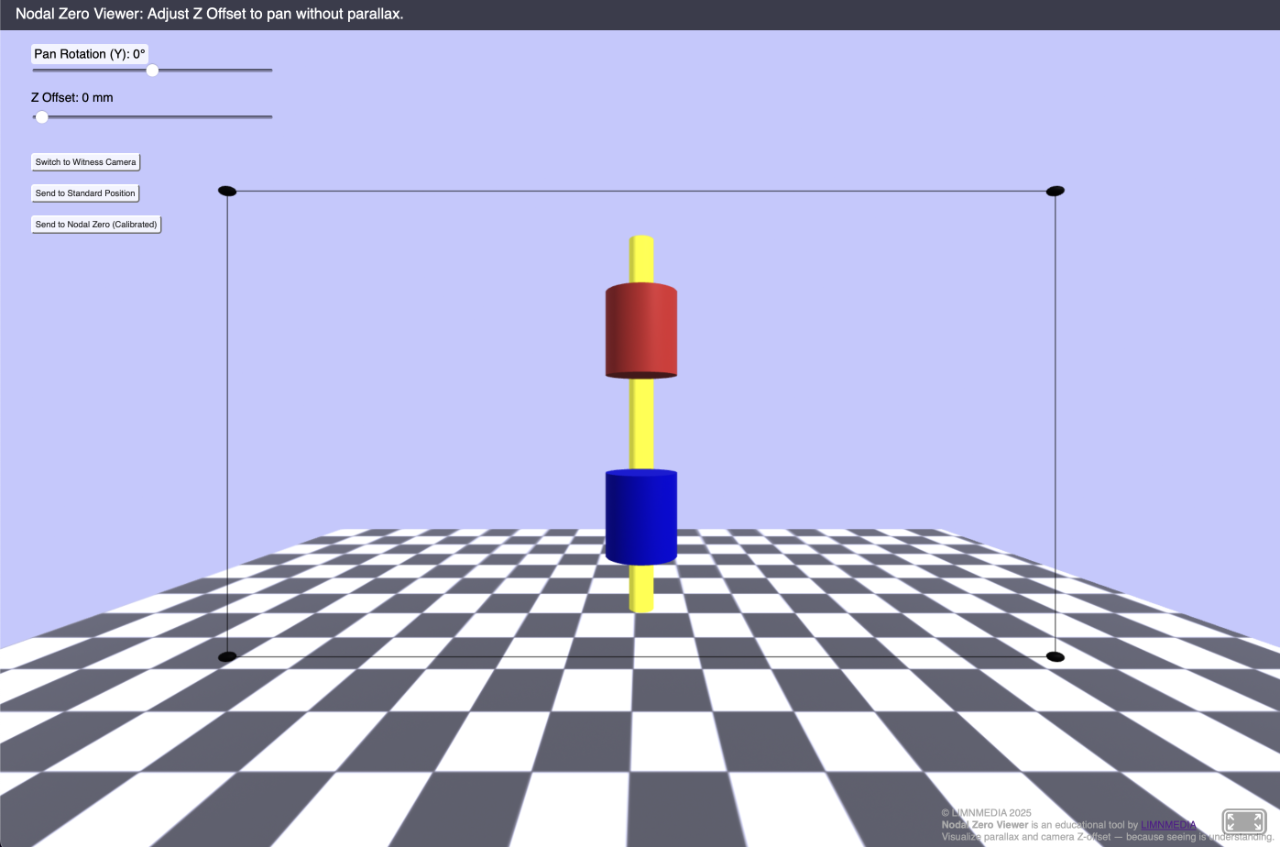 Nodal Zero Viewer: Adjust Z Offset to pan without parallax.
Pan Rotation (Y): 0°
Z Offset: 0 mm
Switch to Witness Camera
Send to Standard Position
Send to Nodal Zero (Calibrated)
© LIMNMEDIA 2025
Nodal Zero Viewer is an educational tool by LIMNMEDIA
Visualize parallax and camera Z-offset — because seeing is understanding.